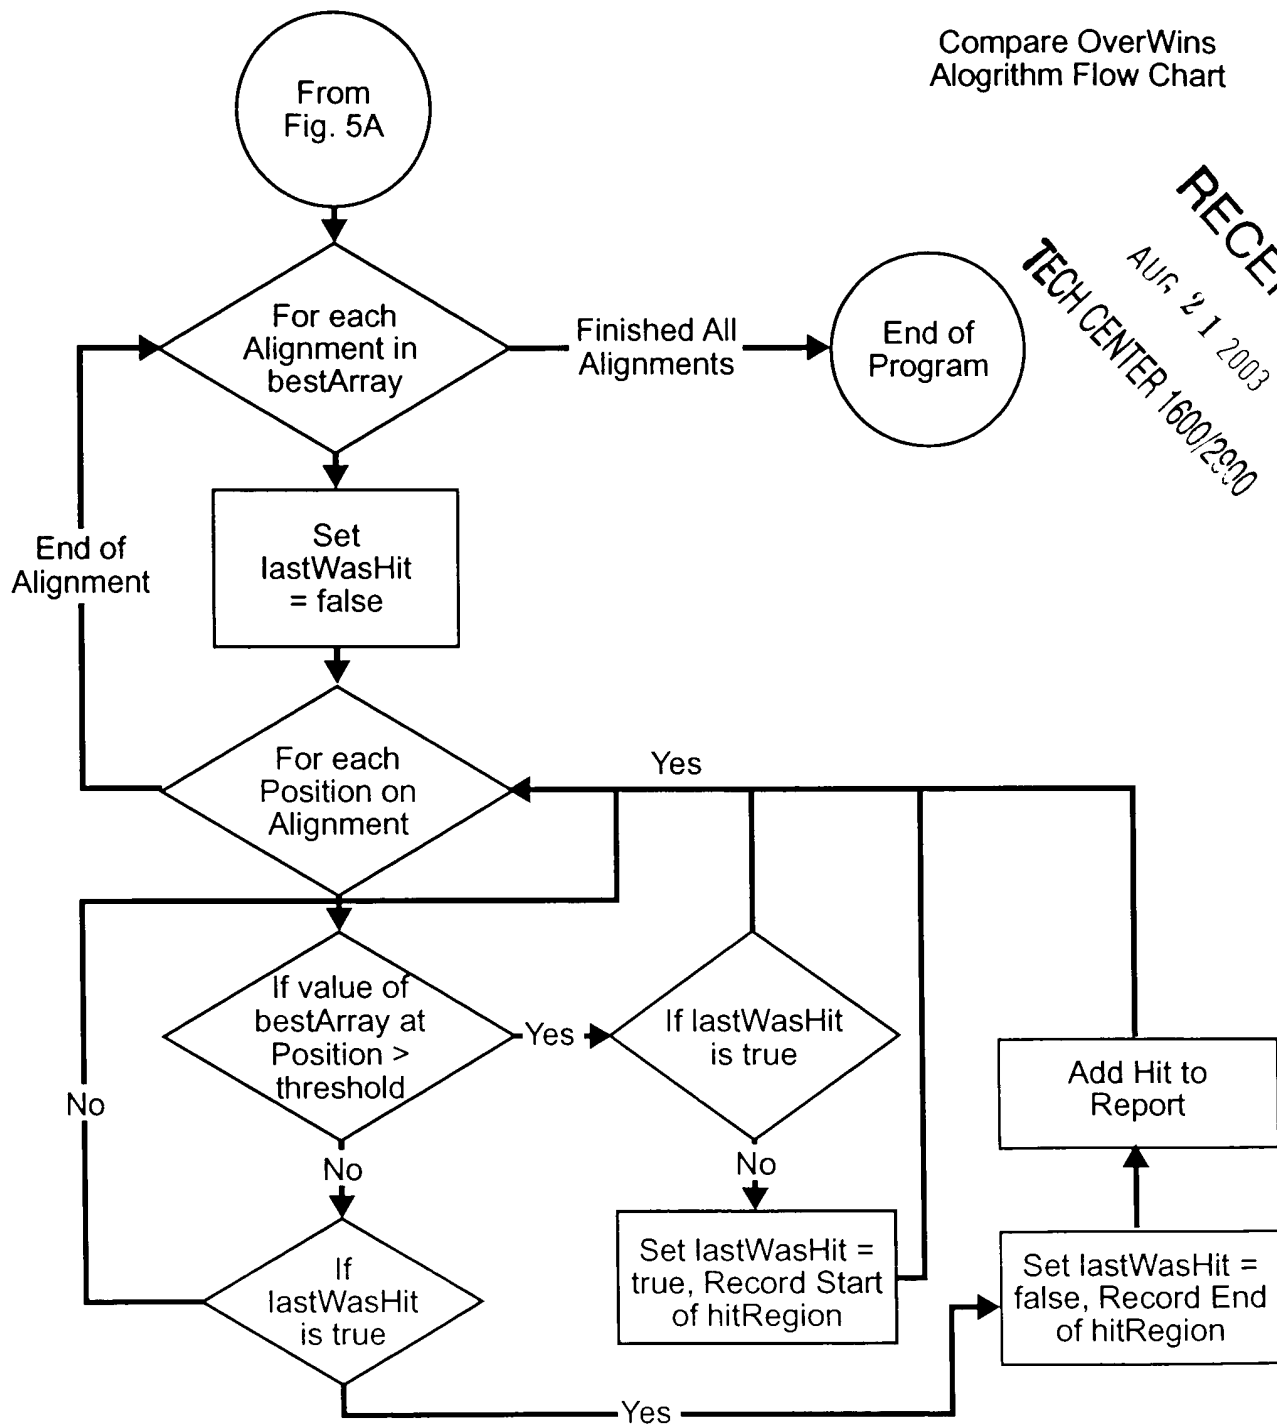 Compare OverWins
Alogrithm Flow Chart
From
Fig. 5A
AUG 21 2003
TECH CENTER 1600/2900
For each
Alignment in
bestArray
Finished All
Alignments
End of
Program
Set
lastWasHit
= false
End of
Alignment
For each
Position on
Alignment
Yes
If value of
bestArray at
Position >
threshold
Yes
If lastWasHit
is true
Add Hit to
Report
No
No
No
Set lastWasHit =
true, Record Start
of hitRegion
Set lastWasHit =
false, Record End
of hitRegion
If
lastWasHit
is true
Yes